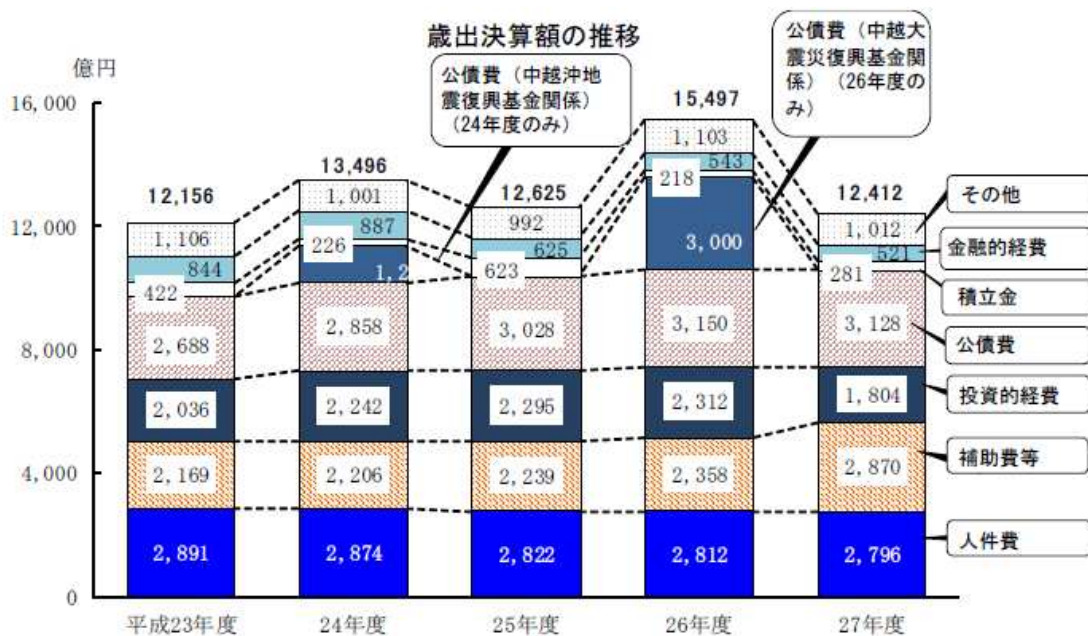 歳出決算額の推移
億円
公債費(中越沖地
震復興基金関係)
(24年度のみ)
公債費(中越大
震災復興基金関
係)(26年度の
み)
16,000
12,000
8,000
4,000
0
12,156
1,106
844
422
2,688
2,036
2,169
2,891
13,496
1,001
887
226
1,2
2,858
2,242
2,206
2,874
12,625
992
625
623
3,028
2,295
2,239
2,822
15,497
1,103
543
218
3,000
3,150
2,312
2,358
2,812
12,412
1,012
521
281
3,128
1,804
2,870
2,796
その他
金融的経費
積立金
公債費
投資的経費
補助費等
人件費
平成23年度
24年度
25年度
26年度
27年度